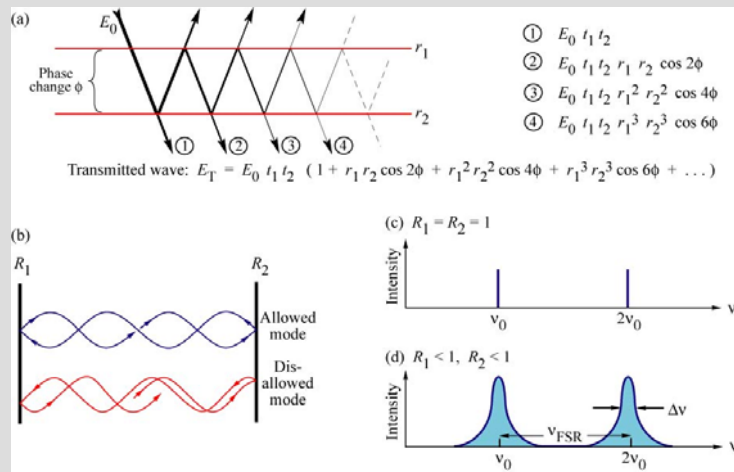 (a)
E₀
r₁
Phase
change ϕ
r₂
① ② ③ ④
① E₀ t₁ t₂
② E₀ t₁ t₂ r₁ r₂ cos 2ϕ
③ E₀ t₁ t₂ r₁² r₂² cos 4ϕ
④ E₀ t₁ t₂ r₁³ r₂³ cos 6ϕ
Transmitted wave: E_T = E₀ t₁ t₂ ( 1 + r₁ r₂ cos 2ϕ + r₁² r₂² cos 4ϕ + r₁³ r₂³ cos 6ϕ + . . . )
(b)
R₁ R₂
Allowed
mode
Dis-
allowed
mode
(c) R₁ = R₂ = 1
Intensity
ν₀ 2ν₀ ν
(d) R₁ < 1, R₂ < 1
Intensity
Δν
ν_FSR
ν₀ 2ν₀ ν